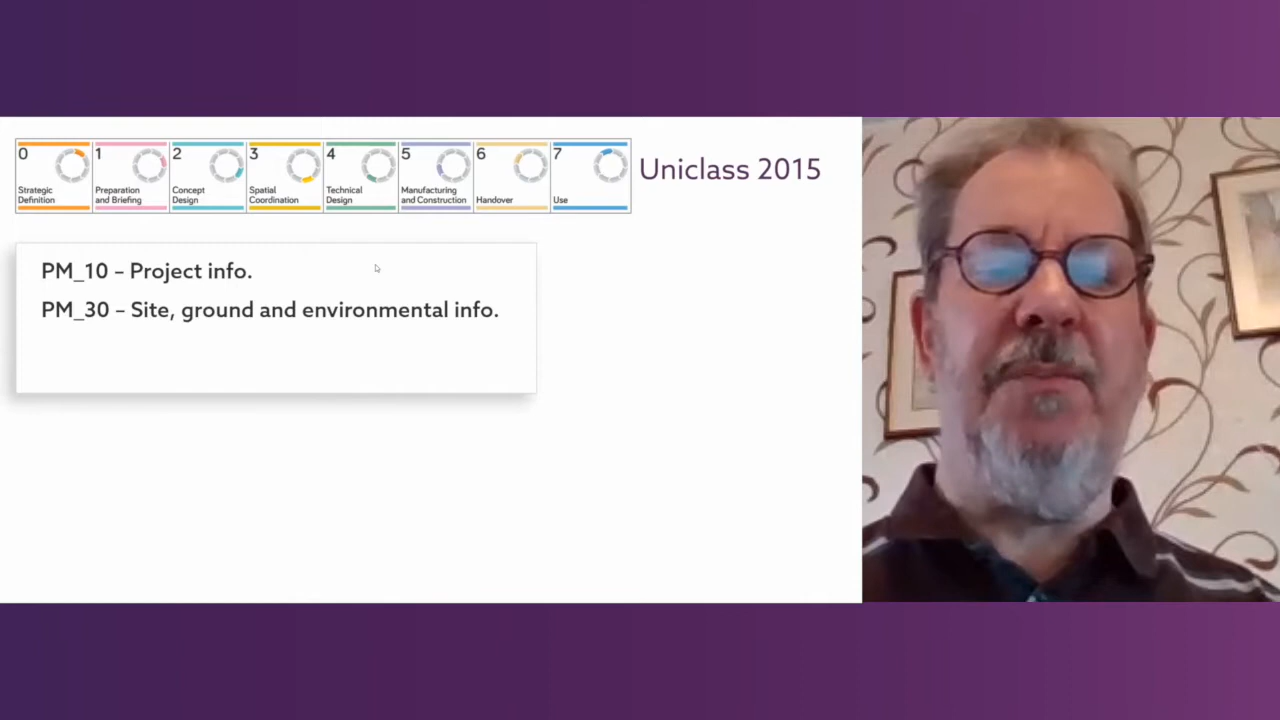 0 1 2 3 4 5 6 7
Strategic Definition
Preparation and Briefing
Concept Design
Spatial Coordination
Technical Design
Manufacturing and Construction
Handover
Use
Uniclass 2015
PM_10 – Project info.
PM_30 – Site, ground and environmental info.